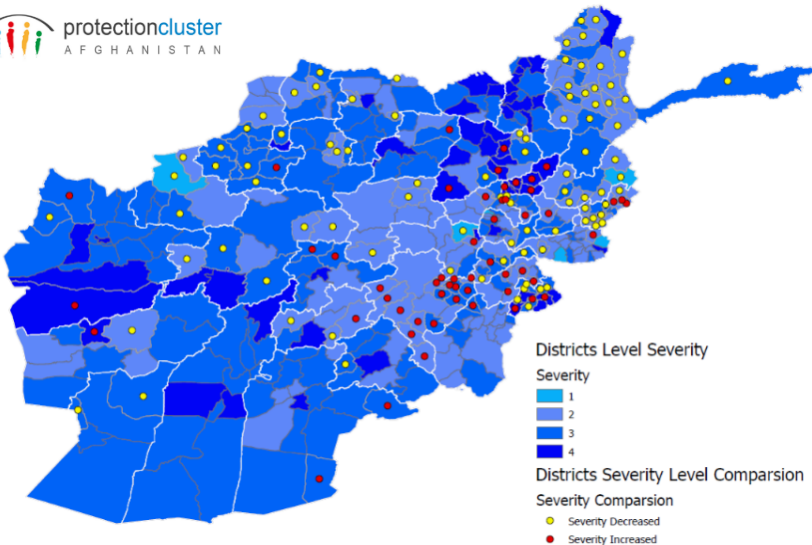 protectioncluster
AFGHANISTAN
Districts Level Severity
Severity
1
2
3
4
Districts Severity Level Comparsion
Severity Comparsion
Severity Decreased
Severity Increased